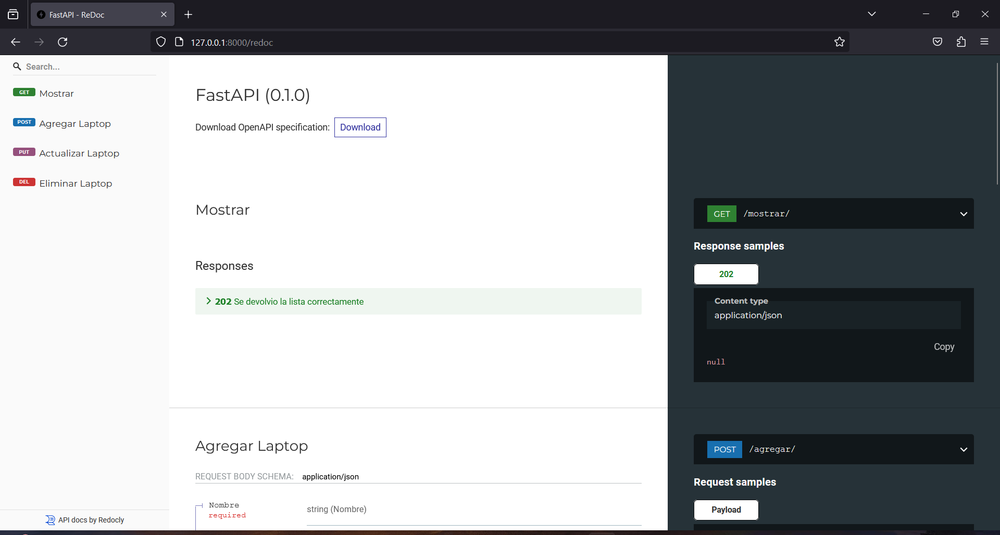 FastAPI - ReDoc
127.0.0.1:8000/redoc
Search...
GET Mostrar
POST Agregar Laptop
PUT Actualizar Laptop
DEL Eliminar Laptop
API docs by Redocly
FastAPI (0.1.0)
Download OpenAPI specification: Download
Mostrar
Responses
202 Se devolvio la lista correctamente
GET /mostrar/
Response samples
202
Content type
application/json
Copy
null
Agregar Laptop
REQUEST BODY SCHEMA: application/json
Nombre
required
string (Nombre)
POST /agregar/
Request samples
Payload